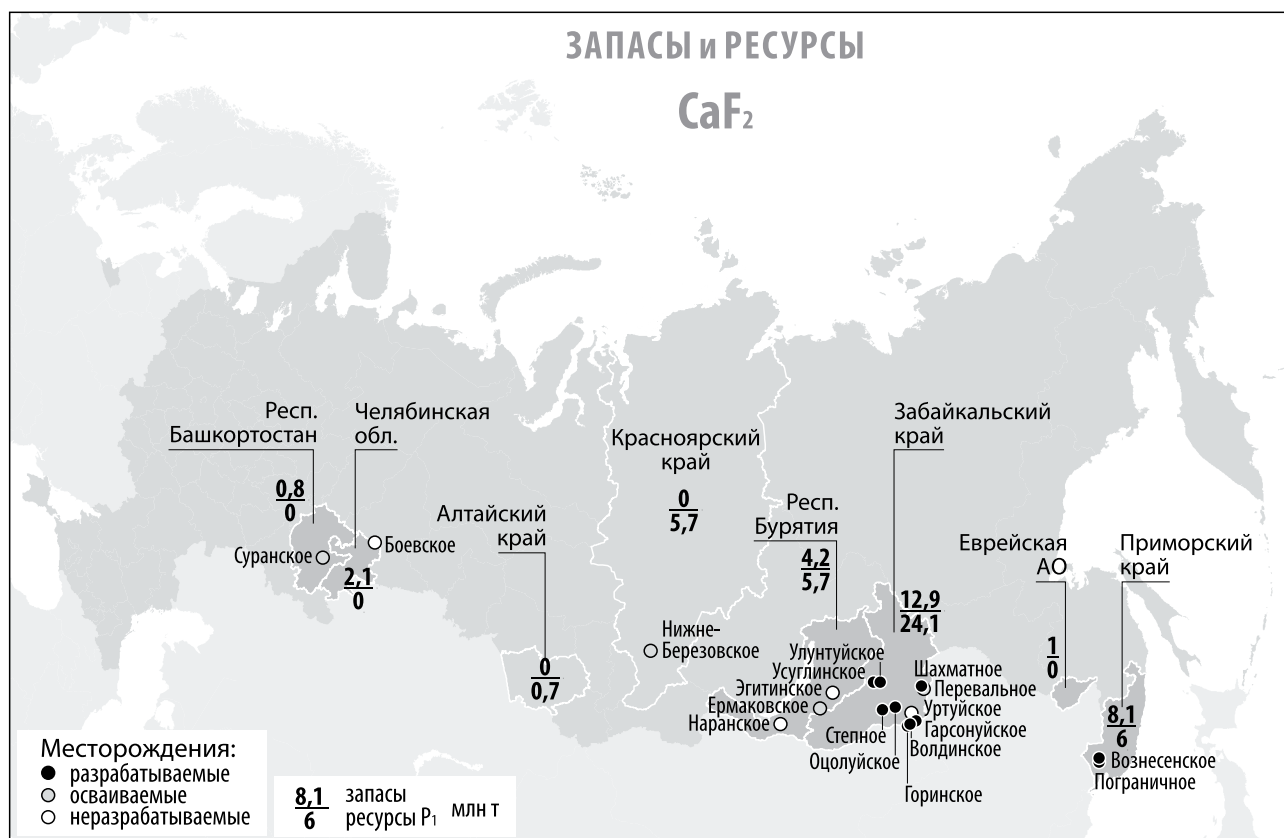 ЗАПАСЫ и РЕСУРСЫ
CaF2
Респ.
Башкортостан
0,8
0
Челябинская
обл.
2,1
0
Суранское
Боевское
Алтайский
край
0
0,7
Красноярский
край
0
5,7
Нижне-
Березовское
Респ.
Бурятия
4,2
5,7
Забайкальский
край
12,9
24,1
Еврейская
АО
1
0
Приморский
край
8,1
6
Улунтуйское
Усуглинское
Эгитинское
Ермаковское
Наранское
Шахматное
Перевальное
Уртуйское
Гарсонуйское
Волдинское
Степное
Оцолуйское
Горинское
Вознесенское
Пограничное
Месторождения:
разрабатываемые
осваиваемые
неразрабатываемые
8,1 запасы
6 ресурсы P1 млн т